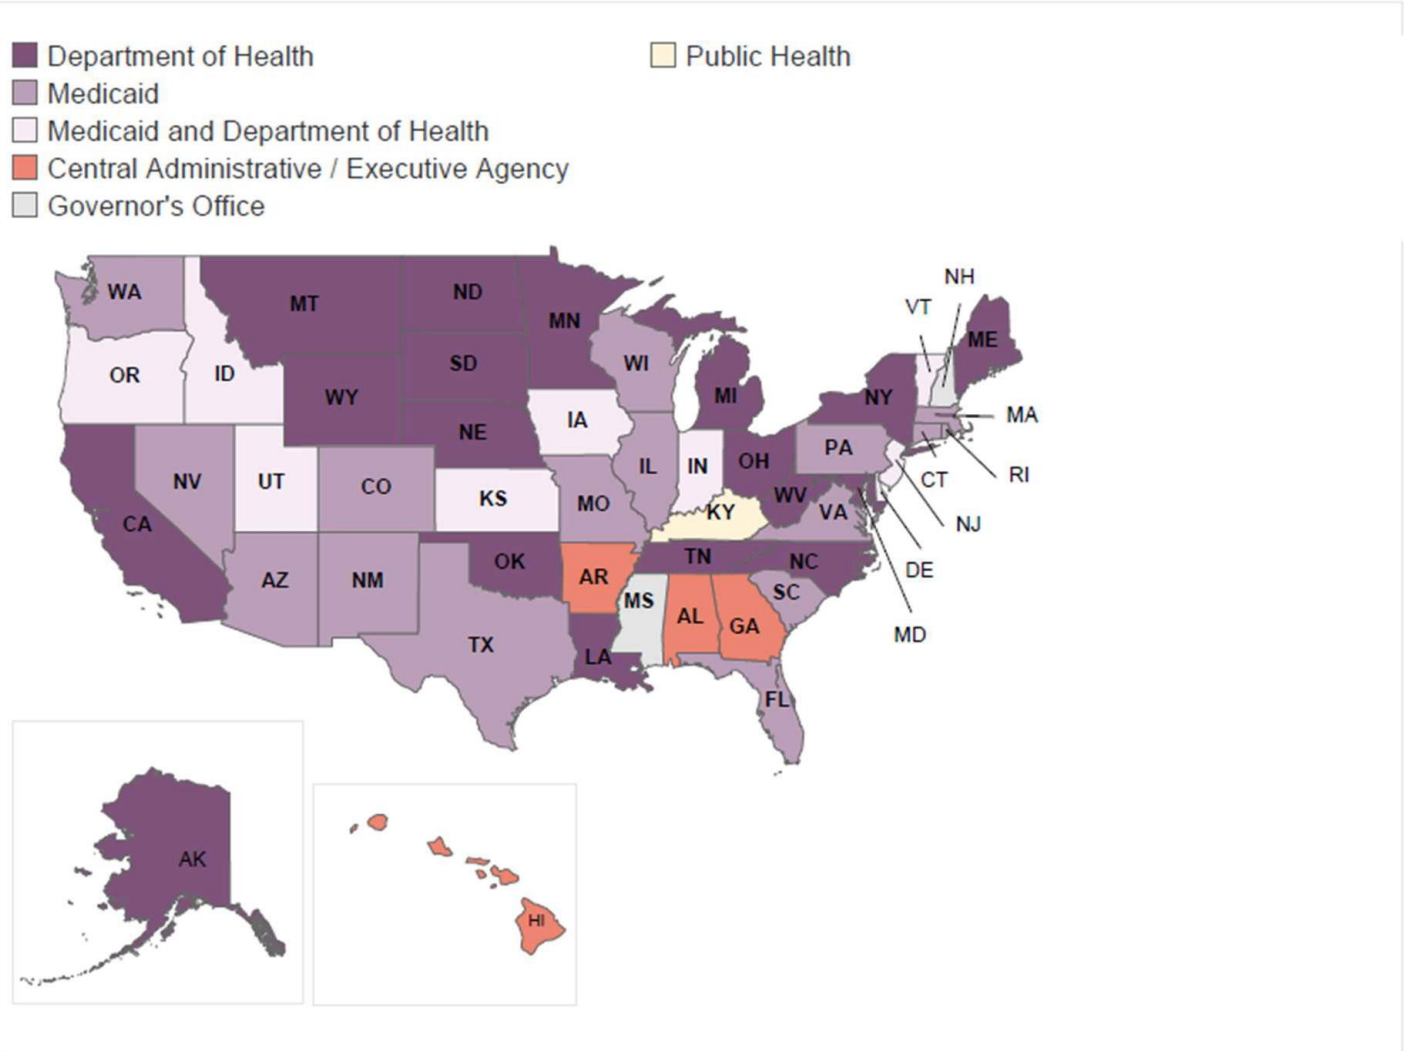 Department of Health
Public Health
Medicaid
Medicaid and Department of Health
Central Administrative / Executive Agency
Governor's Office
NH
WA
MT
ND
VT
MN
ME
OR
ID
SD
WI
WY
MI
NY
MA
IA
NE
PA
OH
IL
IN
NV
UT
CO
CT
RI
KS
WV
MO
KY
VA
CA
NJ
OK
TN
NC
DE
AZ
NM
AR
SC
MS
AL
GA
MD
TX
LA
FL
AK
HI